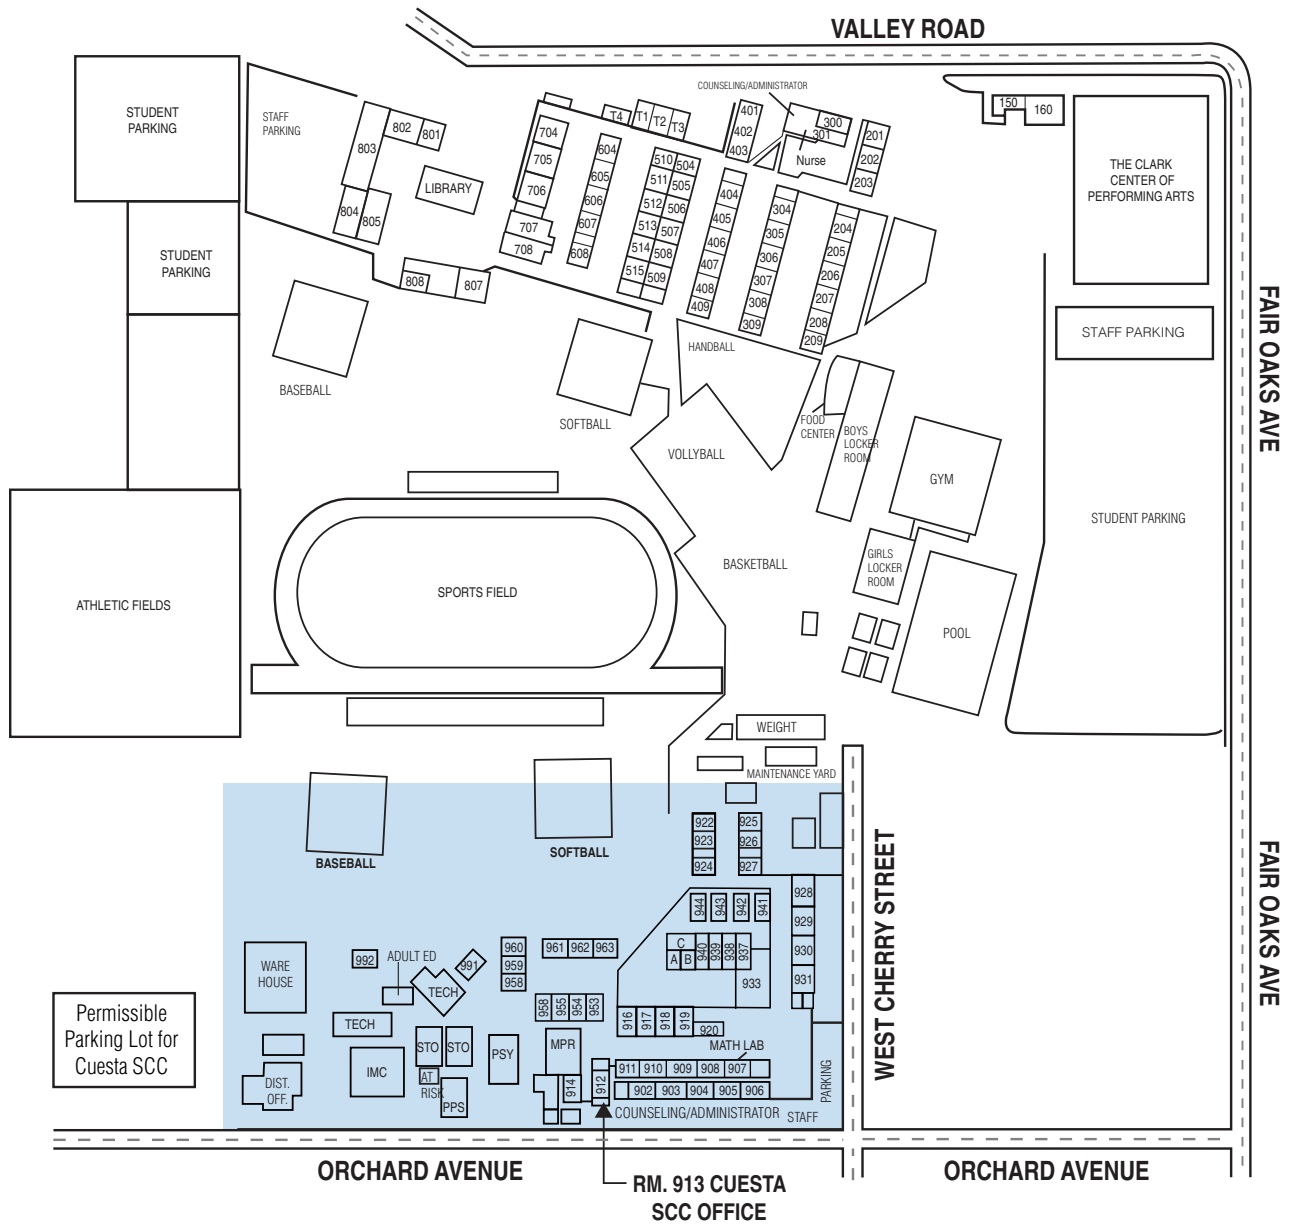 VALLEY ROAD
COUNSELING/ADMINISTRATOR
STUDENT
PARKING
STAFF
PARKING
802
801
803
804
805
LIBRARY
808
807
704
705
706
707
708
T4
T1
T2
T3
604
605
606
607
608
510
504
511
505
512
506
513
507
514
508
515
509
401
402
403
404
405
406
407
408
409
300
301
Nurse
304
305
306
307
308
309
201
202
203
204
205
206
207
208
209
150
160
THE CLARK
CENTER OF
PERFORMING ARTS
STUDENT
PARKING
STAFF PARKING
FAIR OAKS AVE
BASEBALL
SOFTBALL
HANDBALL
VOLLYBALL
FOOD
CENTER
BOYS
LOCKER
ROOM
GYM
STUDENT PARKING
BASKETBALL
GIRLS
LOCKER
ROOM
POOL
ATHLETIC FIELDS
SPORTS FIELD
WEIGHT
MAINTENANCE YARD
BASEBALL
SOFTBALL
922
923
924
925
926
927
928
929
930
931
WEST CHERRY STREET
FAIR OAKS AVE
944
943
942
941
C
A
B
940
939
938
937
933
WARE
HOUSE
992
ADULT ED
991
TECH
960
959
958
961
962
963
958
955
954
953
916
917
918
919
920
MATH LAB
Permissible
Parking Lot for
Cuesta SCC
TECH
STO
STO
PSY
MPR
IMC
DIST.
OFF.
AT
RISK
PPS
914
912
911
910
909
908
907
902
903
904
905
906
PARKING
COUNSELING/ADMINISTRATOR
STAFF
ORCHARD AVENUE
ORCHARD AVENUE
RM. 913 CUESTA
SCC OFFICE